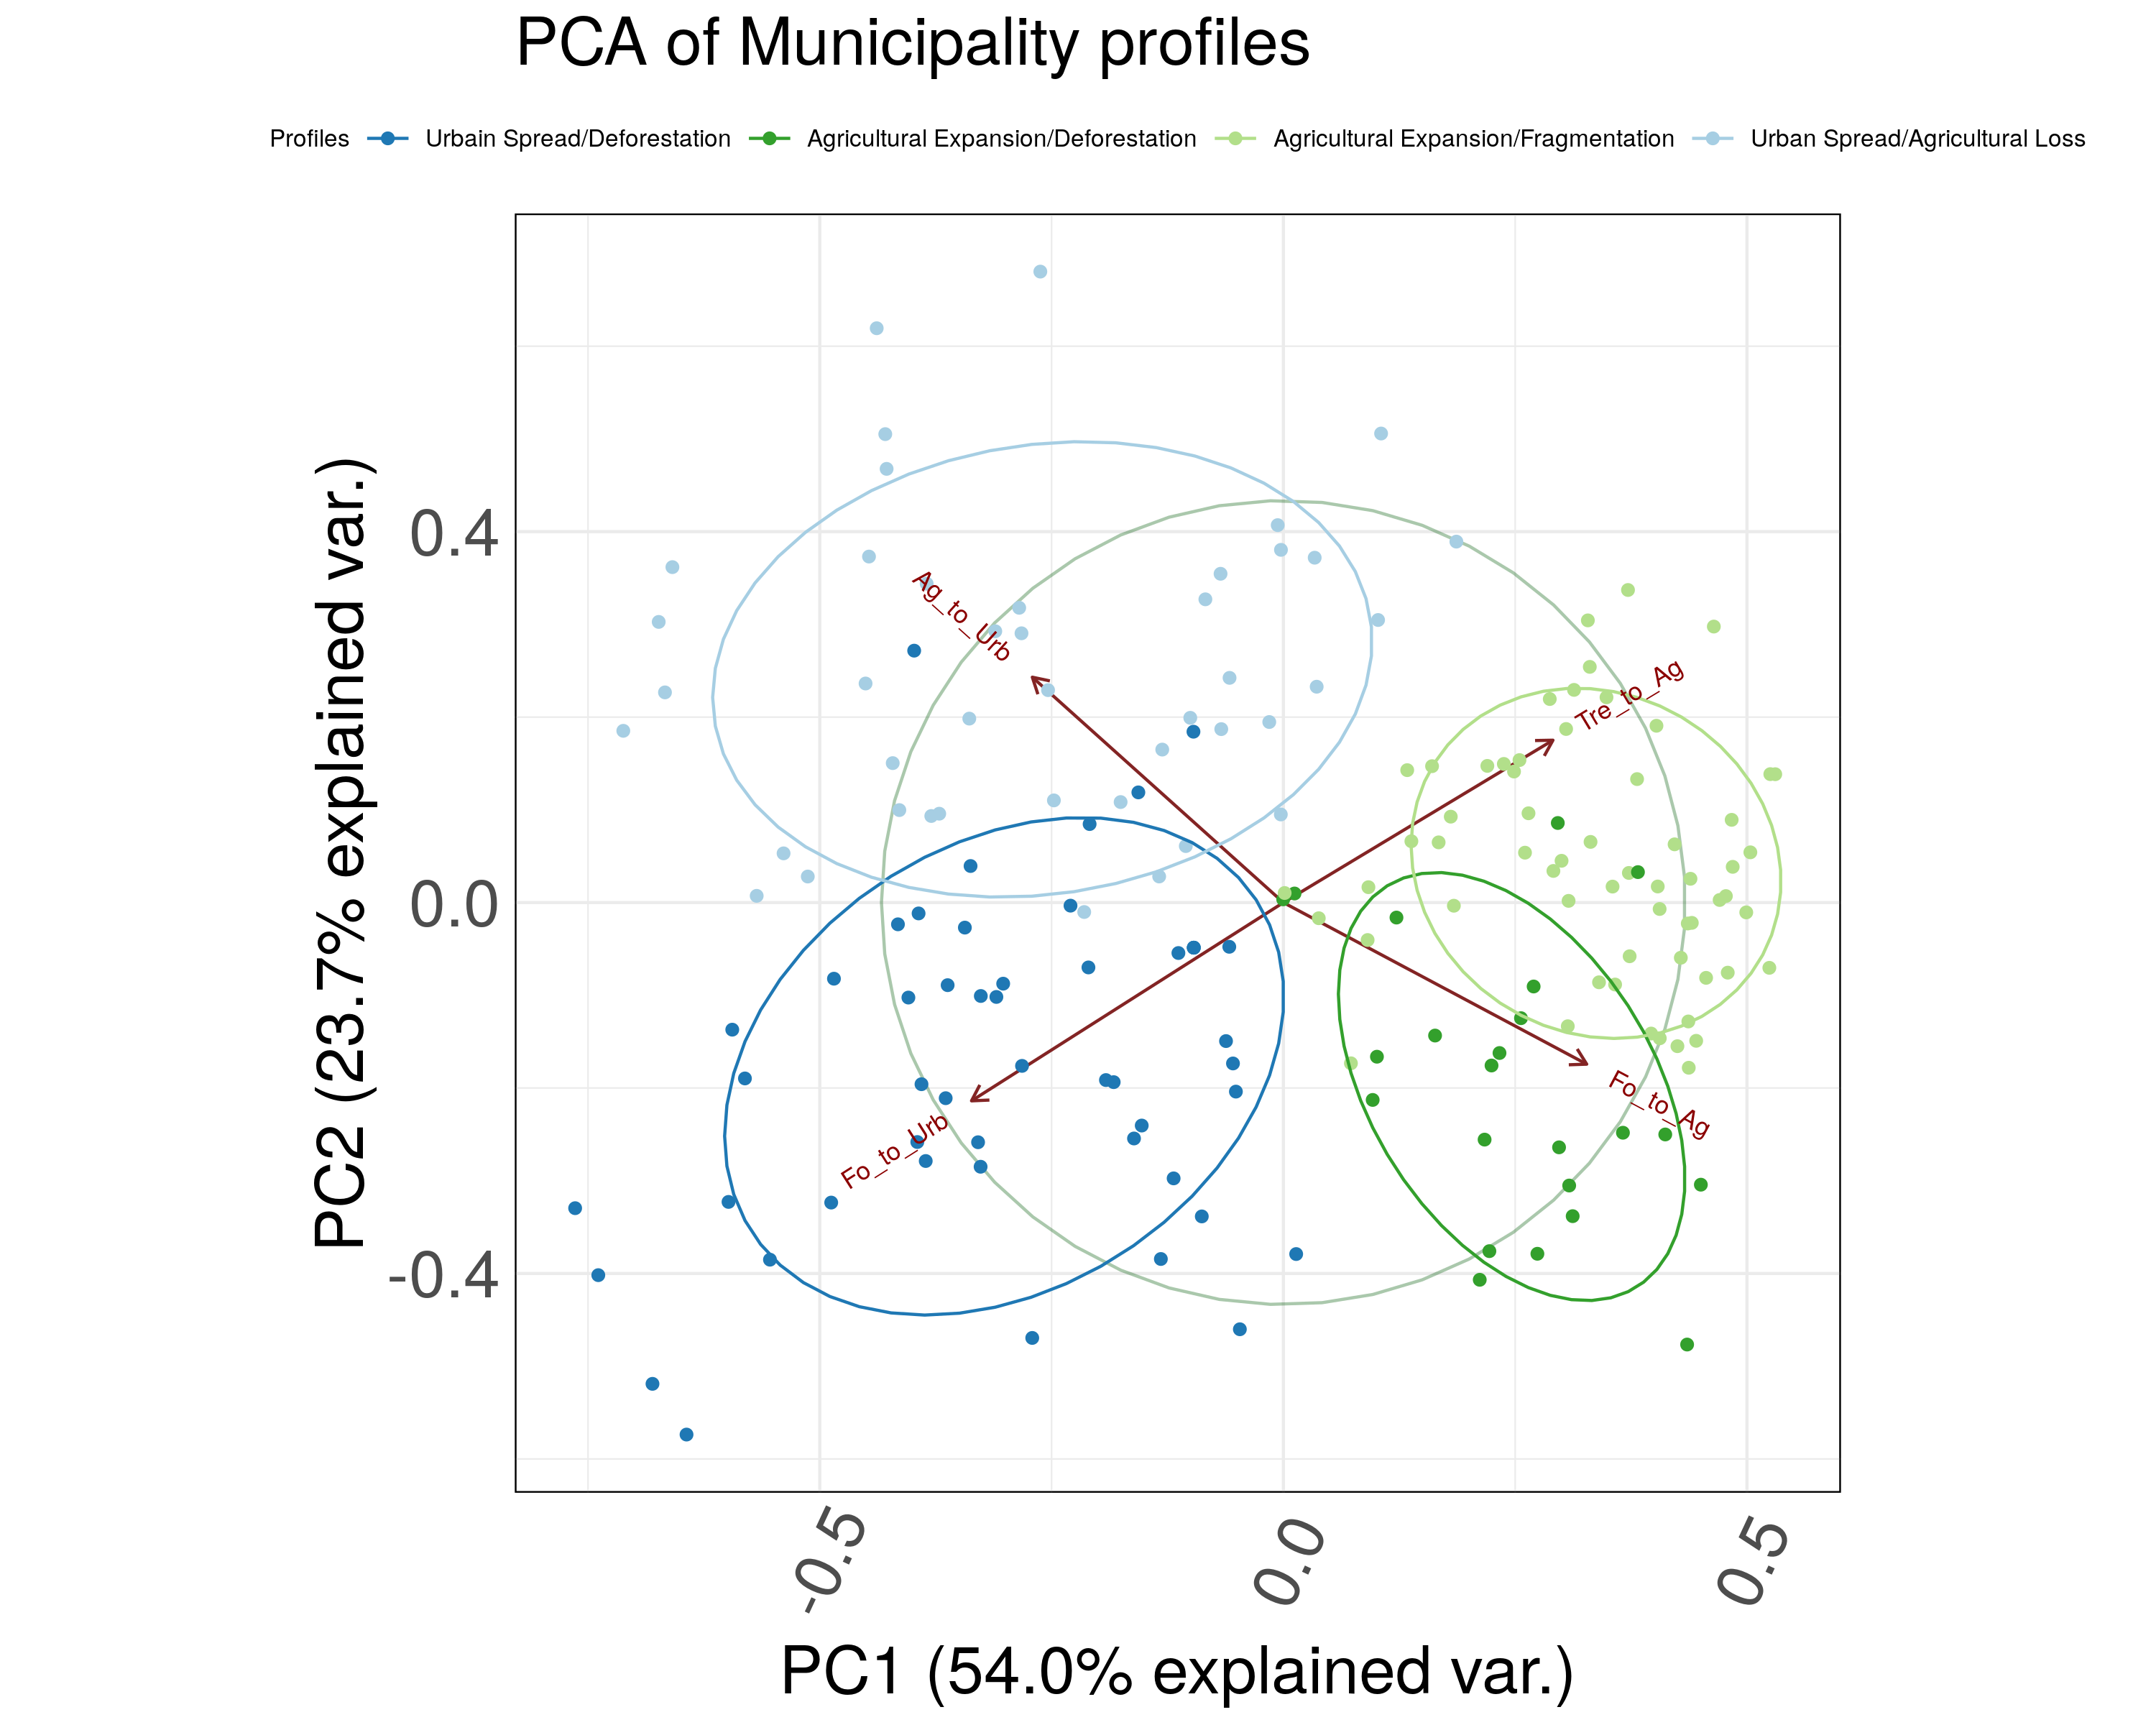 PCA of Municipality profiles
Profiles Urbain Spread/Deforestation Agricultural Expansion/Deforestation Agricultural Expansion/Fragmentation Urban Spread/Agricultural Loss
PC2 (23.7% explained var.)
0.4
0.0
-0.4
Ag_to_Urb
Tre_to_Ag
Fo_to_Urb
Fo_to_Ag
-0.5
0.0
0.5
PC1 (54.0% explained var.)